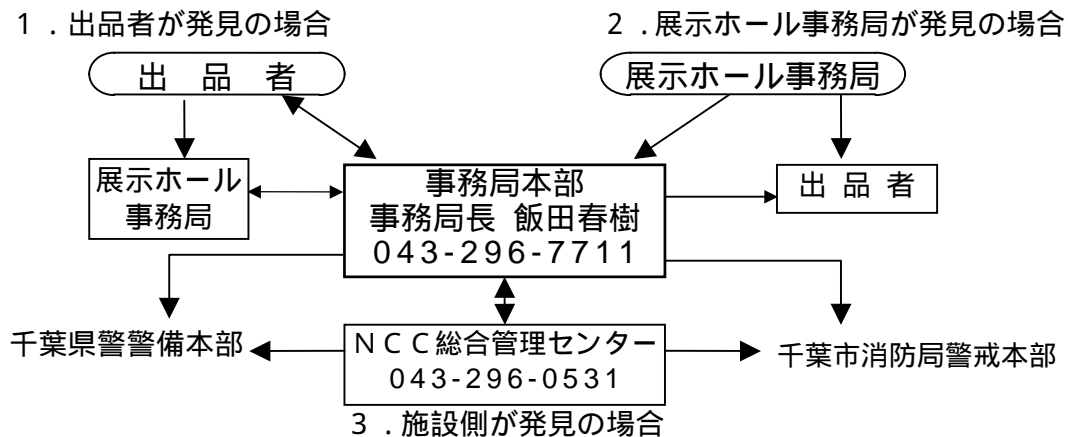 1．出品者が発見の場合
2．展示ホール事務局が発見の場合
出　品　者
展示ホール事務局
展示ホール
事務局
事務局本部
事務局長 飯田春樹
043-296-7711
出 品 者
千葉県警警備本部
ＮＣＣ総合管理センター
043-296-0531
千葉市消防局警戒本部
3．施設側が発見の場合